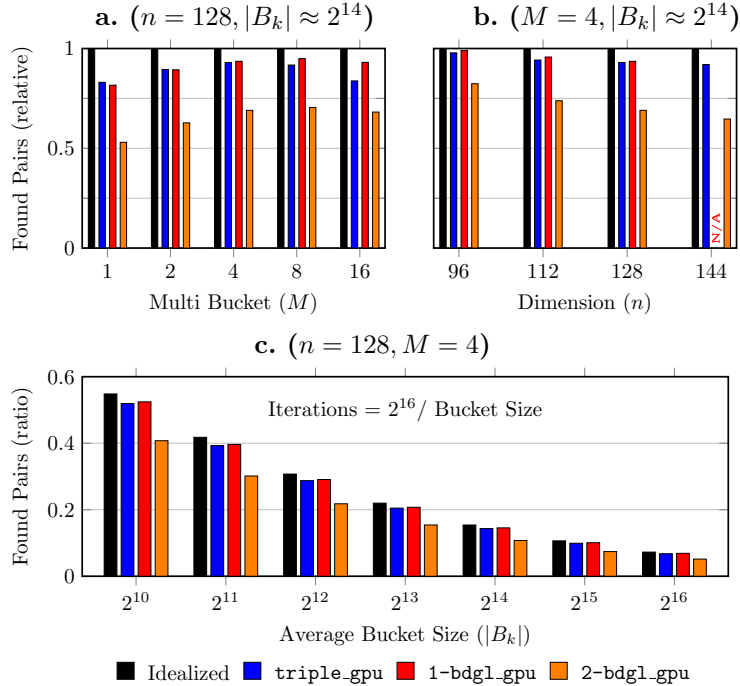 a. (n = 128, |B_k| ≈ 2^14)
b. (M = 4, |B_k| ≈ 2^14)
Found Pairs (relative)
1
0.5
0
1 2 4 8 16
Multi Bucket (M)
N/A
96 112 128 144
Dimension (n)
c. (n = 128, M = 4)
Found Pairs (ratio)
0.6
0.4
0.2
0
Iterations = 2^16/ Bucket Size
2^10 2^11 2^12 2^13 2^14 2^15 2^16
Average Bucket Size (|B_k|)
Idealized triple_gpu 1-bdgl_gpu 2-bdgl_gpu